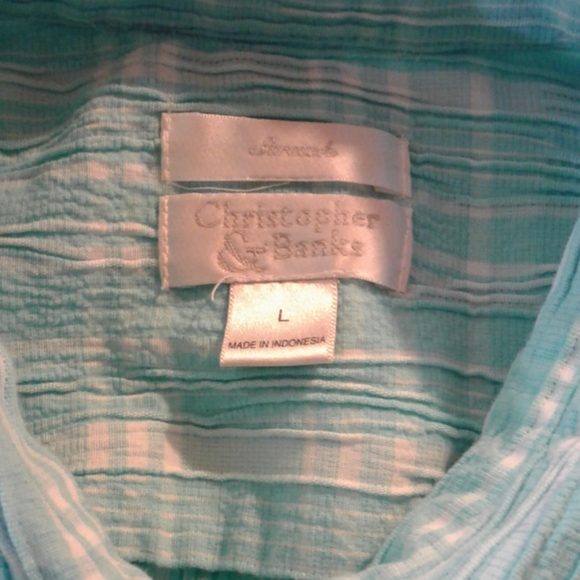 Christopher
& Banks
L
MADE IN INDONESIA